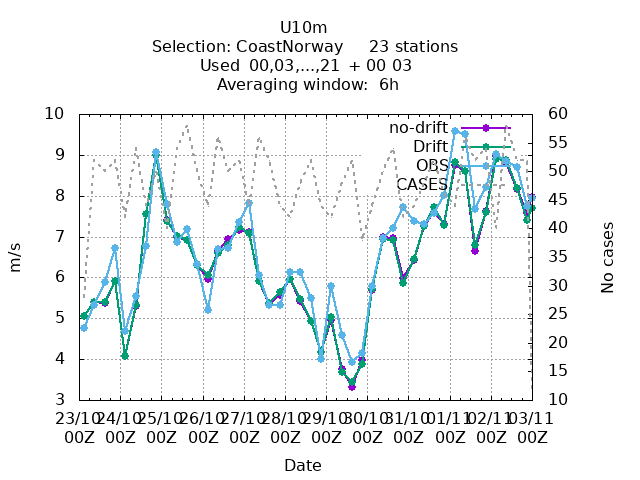 U10m
Selection: CoastNorway 23 stations
Used 00,03,...,21 + 00 03
Averaging window: 6h
10 60
no-drift
55
Drift
9
50
OBS
CASES
8 45
40
7
35
6
30
25
5
20
4
15
3 10
23/10 24/10 25/10 26/10 27/10 28/10 29/10 30/10 31/10 01/11 02/11 03/11
00Z 00Z 00Z 00Z 00Z 00Z 00Z 00Z 00Z 00Z 00Z 00Z
m/s
No cases
Date